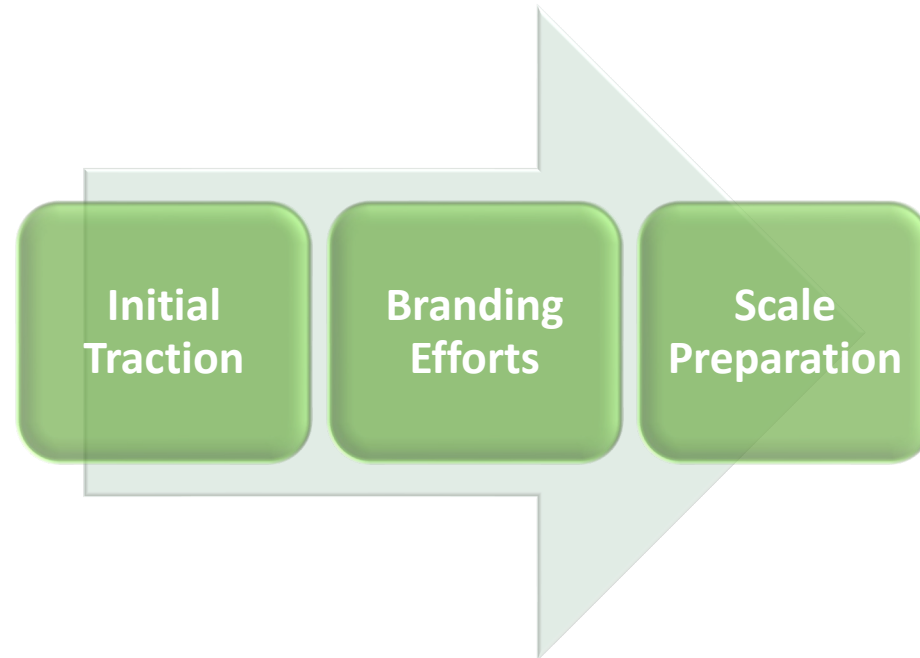 Initial
Traction
Branding
Efforts
Scale
Preparation